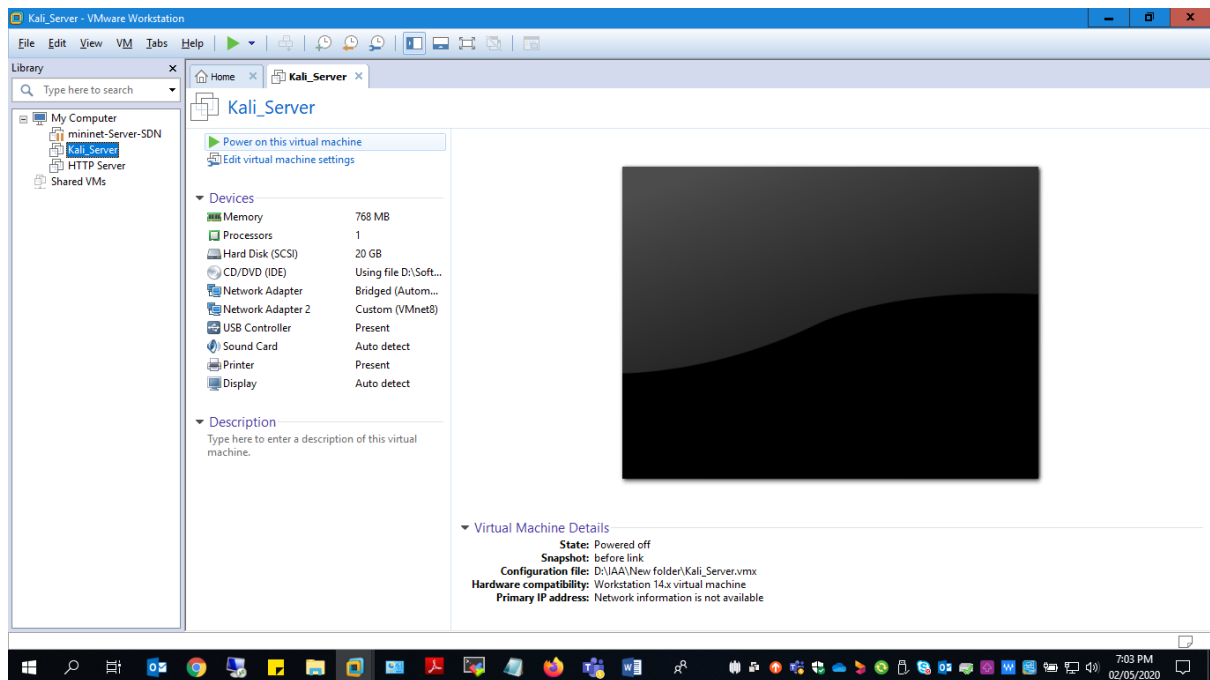 Kali_Server - VMware Workstation
File Edit View VM Tabs Help
Library
Type here to search
My Computer
mininet-Server-SDN
Kali_Server
HTTP Server
Shared VMs
Home Kali_Server
Kali_Server
Power on this virtual machine
Edit virtual machine settings
Devices
Memory 768 MB
Processors 1
Hard Disk (SCSI) 20 GB
CD/DVD (IDE) Using file D:\Soft...
Network Adapter Bridged (Autom...
Network Adapter 2 Custom (VMnet8)
USB Controller Present
Sound Card Auto detect
Printer Present
Display Auto detect
Description
Type here to enter a description of this virtual
machine.
Virtual Machine Details
State: Powered off
Snapshot: before link
Configuration file: D:\IAA\New folder\Kali_Server.vmx
Hardware compatibility: Workstation 14.x virtual machine
Primary IP address: Network information is not available
7:03 PM
02/05/2020